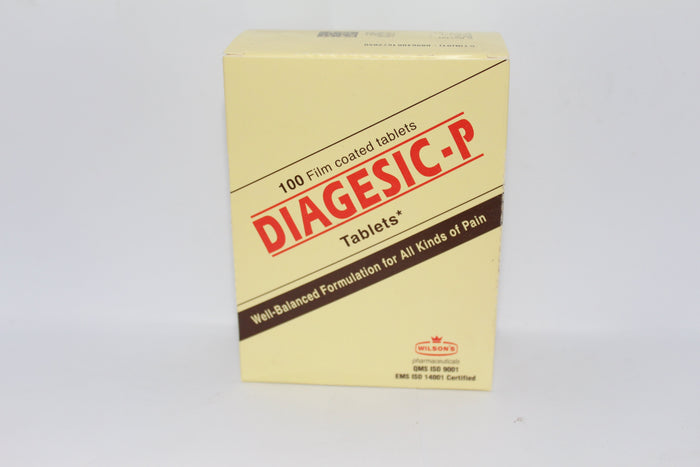 100 Film coated tablets
DIAGESIC-P
Tablets*
Well-Balanced Formulation for All Kinds of Pain
WILSON'S
pharmaceuticals
QMS ISO 9001
EMS ISO 14001 Certified